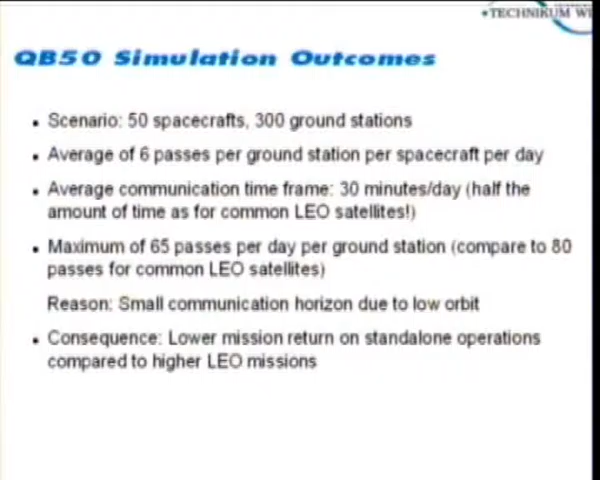 •TECHNIKUM WI
QB50 Simulation Outcomes
• Scenario: 50 spacecrafts, 300 ground stations
• Average of 6 passes per ground station per spacecraft per day
• Average communication time frame: 30 minutes/day (half the
amount of time as for common LEO satellites!)
• Maximum of 65 passes per day per ground station (compare to 80
passes for common LEO satellites)
Reason: Small communication horizon due to low orbit
• Consequence: Lower mission return on standalone operations
compared to higher LEO missions